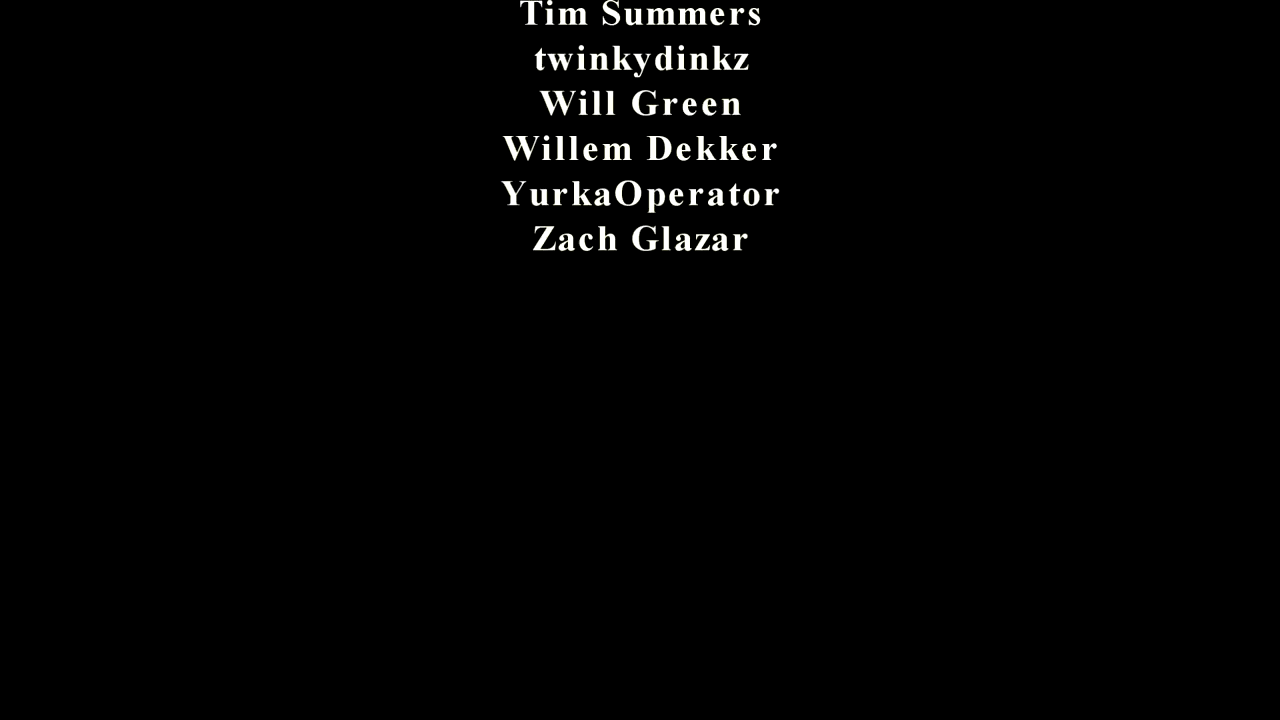 Tim Summers
twinkydinkz
Will Green
Willem Dekker
YurkaOperator
Zach Glazar